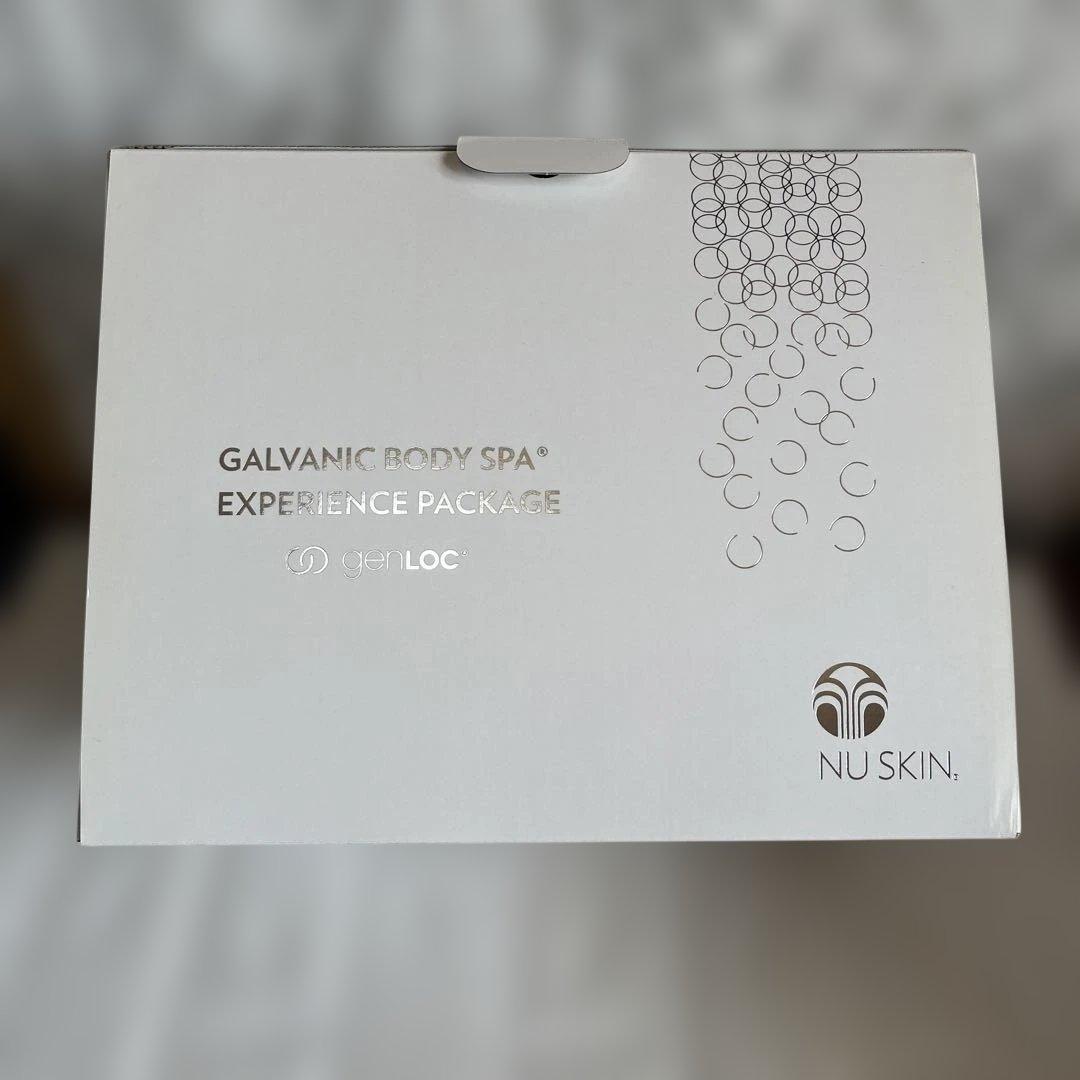 GALVANIC BODY SPA®
EXPERIENCE PACKAGE
genLOC
NU SKIN